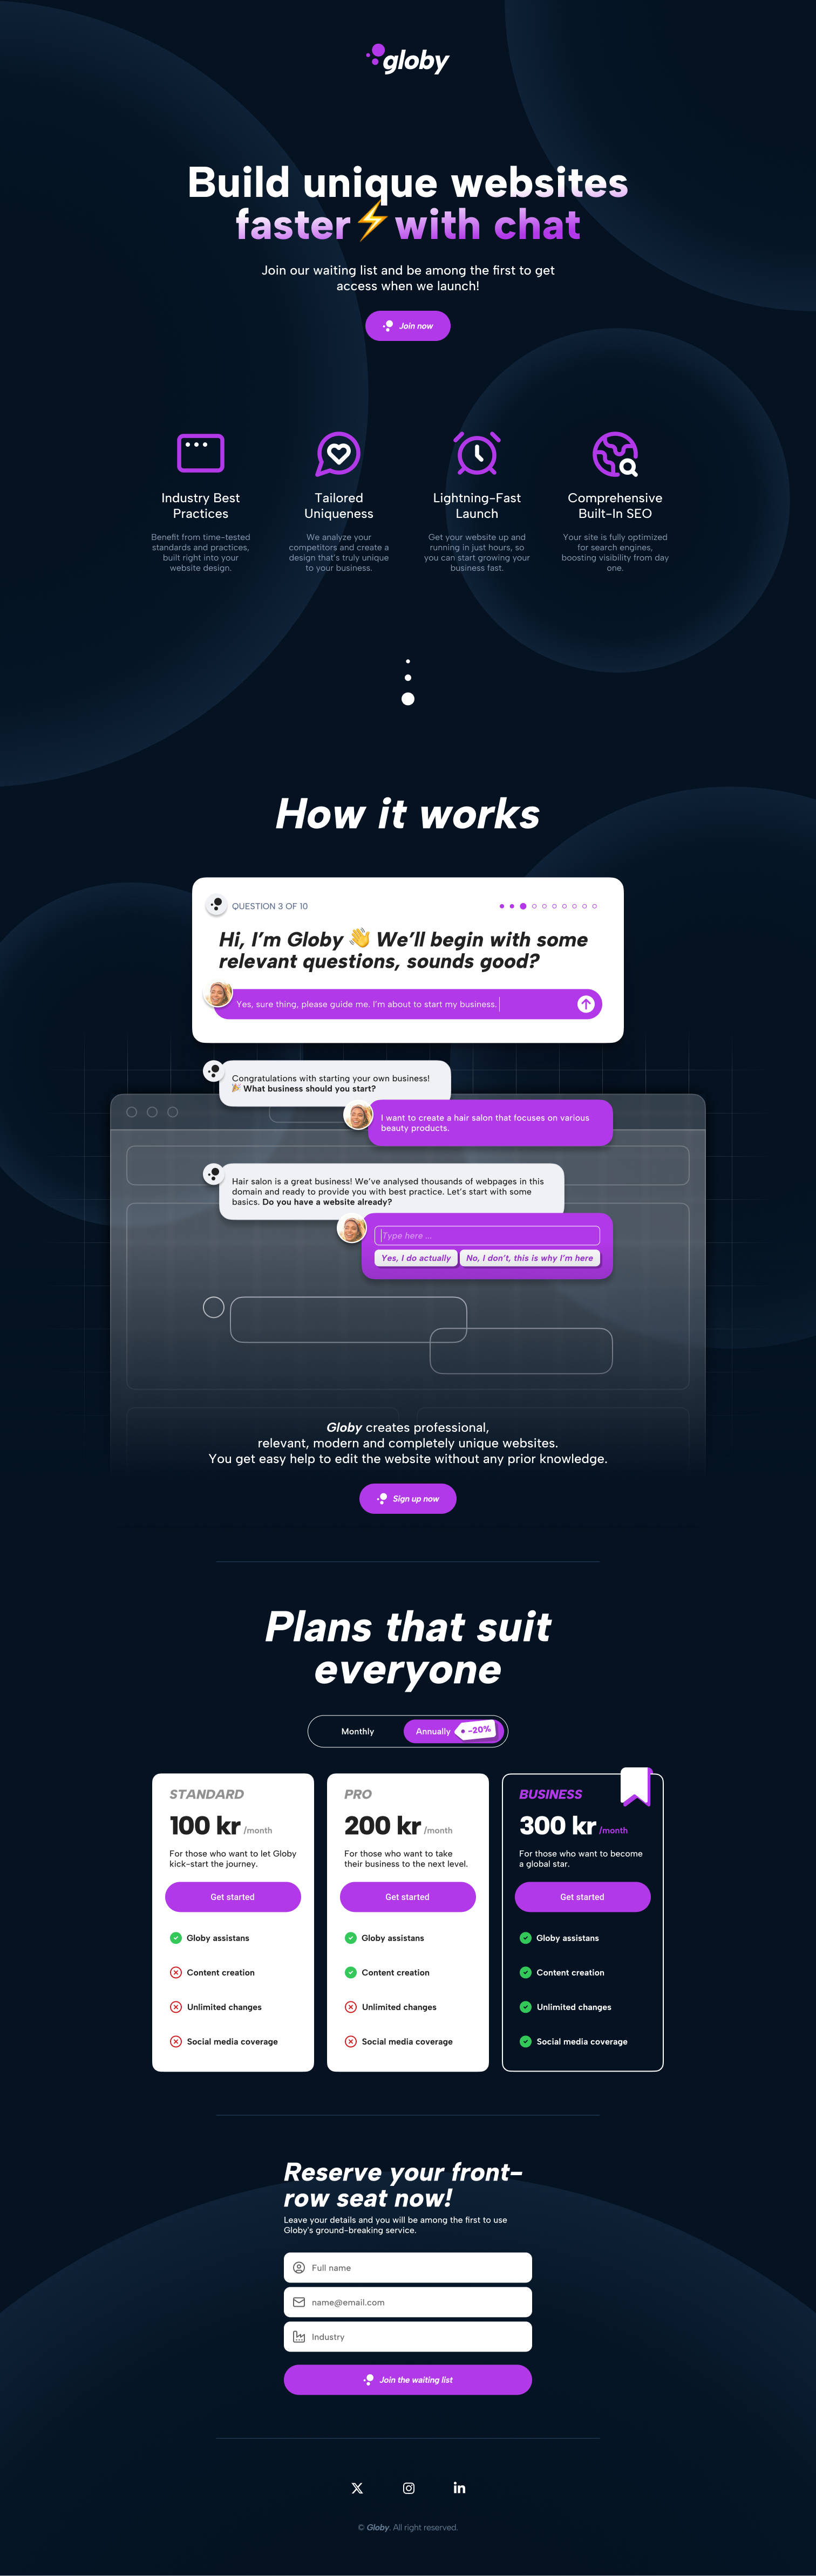 globy
Build unique websites
faster⚡with chat
Join our waiting list and be among the first to get
access when we launch!
Join now
Industry Best
Practices
Benefit from time-tested
standards and practices,
built right into your
website design.
Tailored
Uniqueness
We analyze your
competitors and create a
design that's truly unique
to your business.
Lightning-Fast
Launch
Get your website up and
running in just hours, so
you can start growing your
business fast.
Comprehensive
Built-In SEO
Your site is fully optimized
for search engines,
boosting visibility from day
one.
How it works
QUESTION 3 OF 10
Hi, I'm Globy 👋 We'll begin with some
relevant questions, sounds good?
Yes, sure thing, please guide me. I'm about to start my business.
Congratulations with starting your own business!
🎉 What business should you start?
I want to create a hair salon that focuses on various
beauty products.
Hair salon is a great business! We've analysed thousands of webpages in this
domain and ready to provide you with best practice. Let's start with some
basics. Do you have a website already?
Type here ...
Yes, I do actually
No, I don't, this is why I'm here
Globy creates professional,
relevant, modern and completely unique websites.
You get easy help to edit the website without any prior knowledge.
Sign up now
Plans that suit
everyone
Monthly
Annually
-20%
STANDARD
100 kr /month
For those who want to let Globy
kick-start the journey.
Get started
Globy assistans
Content creation
Unlimited changes
Social media coverage
PRO
200 kr /month
For those who want to take
their business to the next level.
Get started
Globy assistans
Content creation
Unlimited changes
Social media coverage
BUSINESS
300 kr /month
For those who want to become
a global star.
Get started
Globy assistans
Content creation
Unlimited changes
Social media coverage
Reserve your front-
row seat now!
Leave your details and you will be among the first to use
Globy's ground-breaking service.
Full name
name@email.com
Industry
Join the waiting list
© Globy. All right reserved.